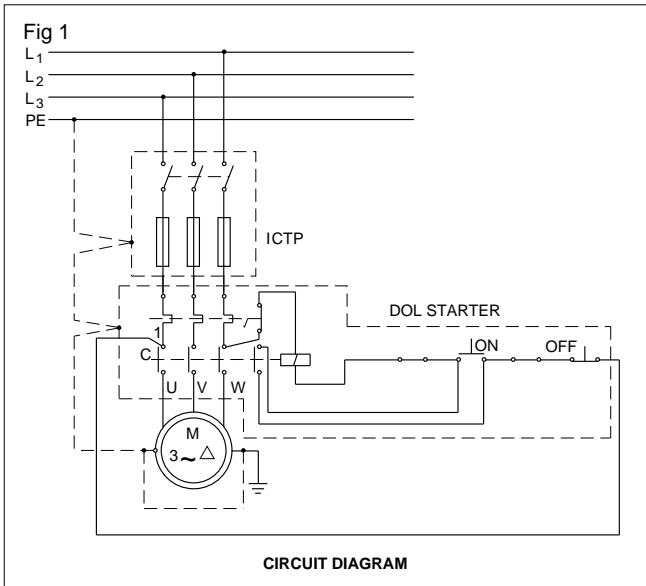 Fig 1
L1
L2
L3
PE
ICTP
DOL STARTER
1
C
ON
OFF
U V W
M
3 ~ △
CIRCUIT DIAGRAM